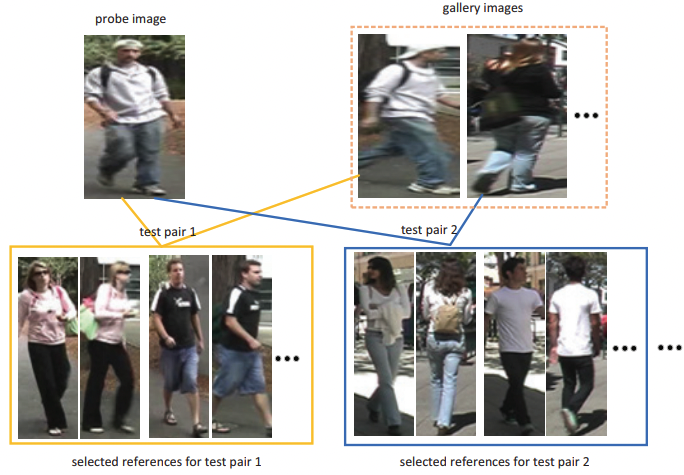 probe image
gallery images
test pair 1
test pair 2
selected references for test pair 1
selected references for test pair 2